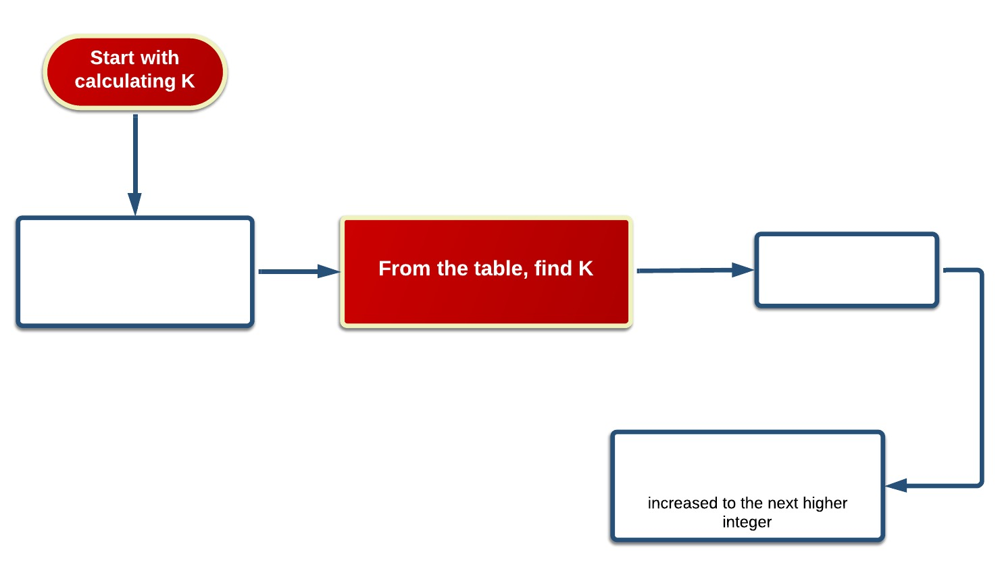 Start with
calculating K
From the table, find K
increased to the next higher
integer